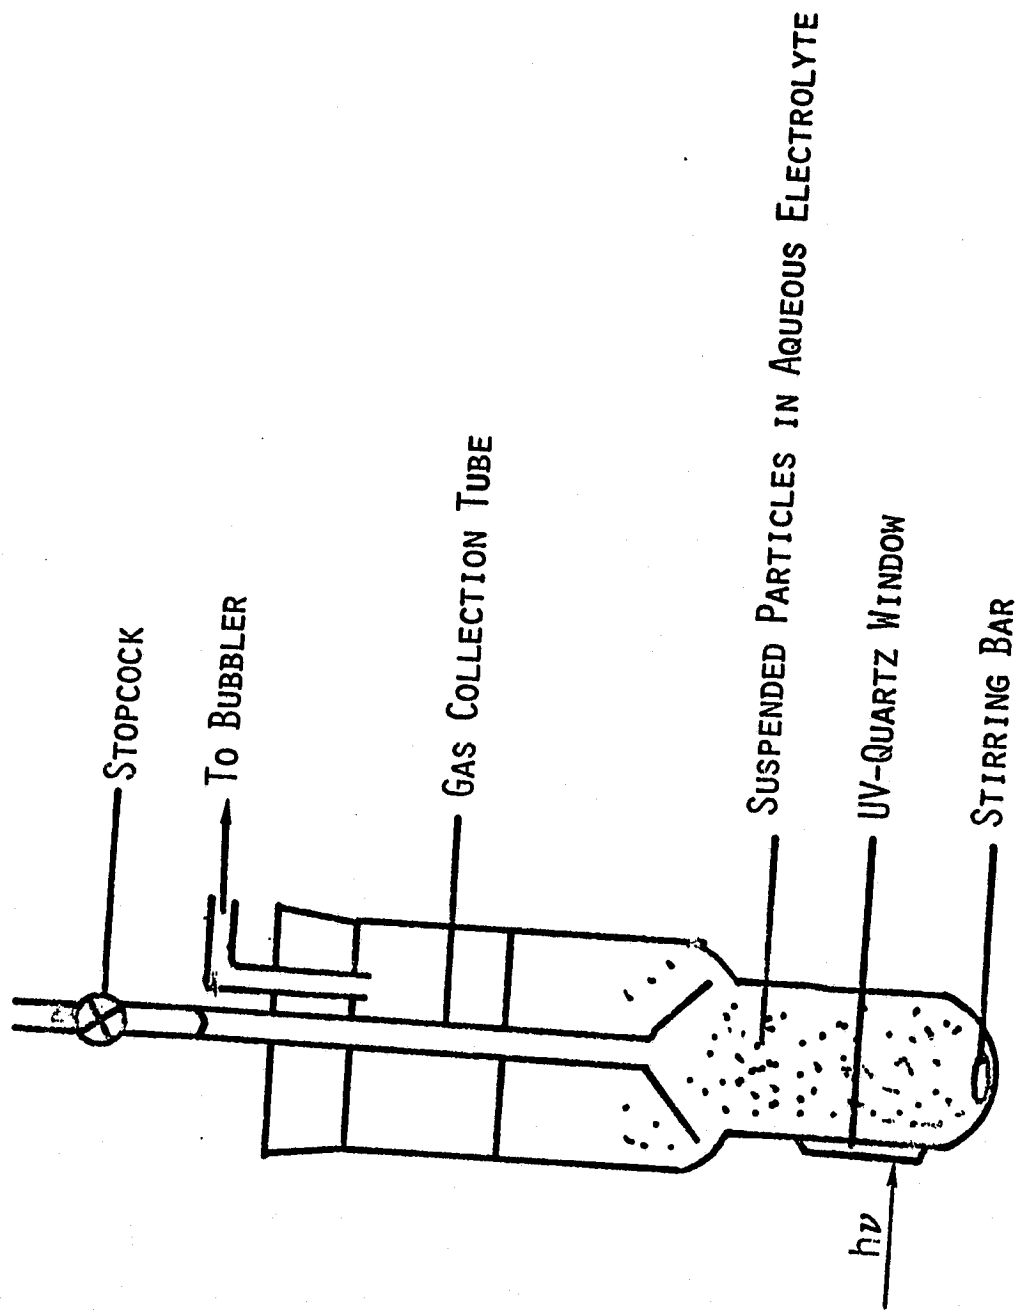 STOPCOCK
TO BUBBLER
GAS COLLECTION TUBE
SUSPENDED PARTICLES IN AQUEOUS ELECTROLYTE
UV-QUARTZ WINDOW
STIRRING BAR
hν